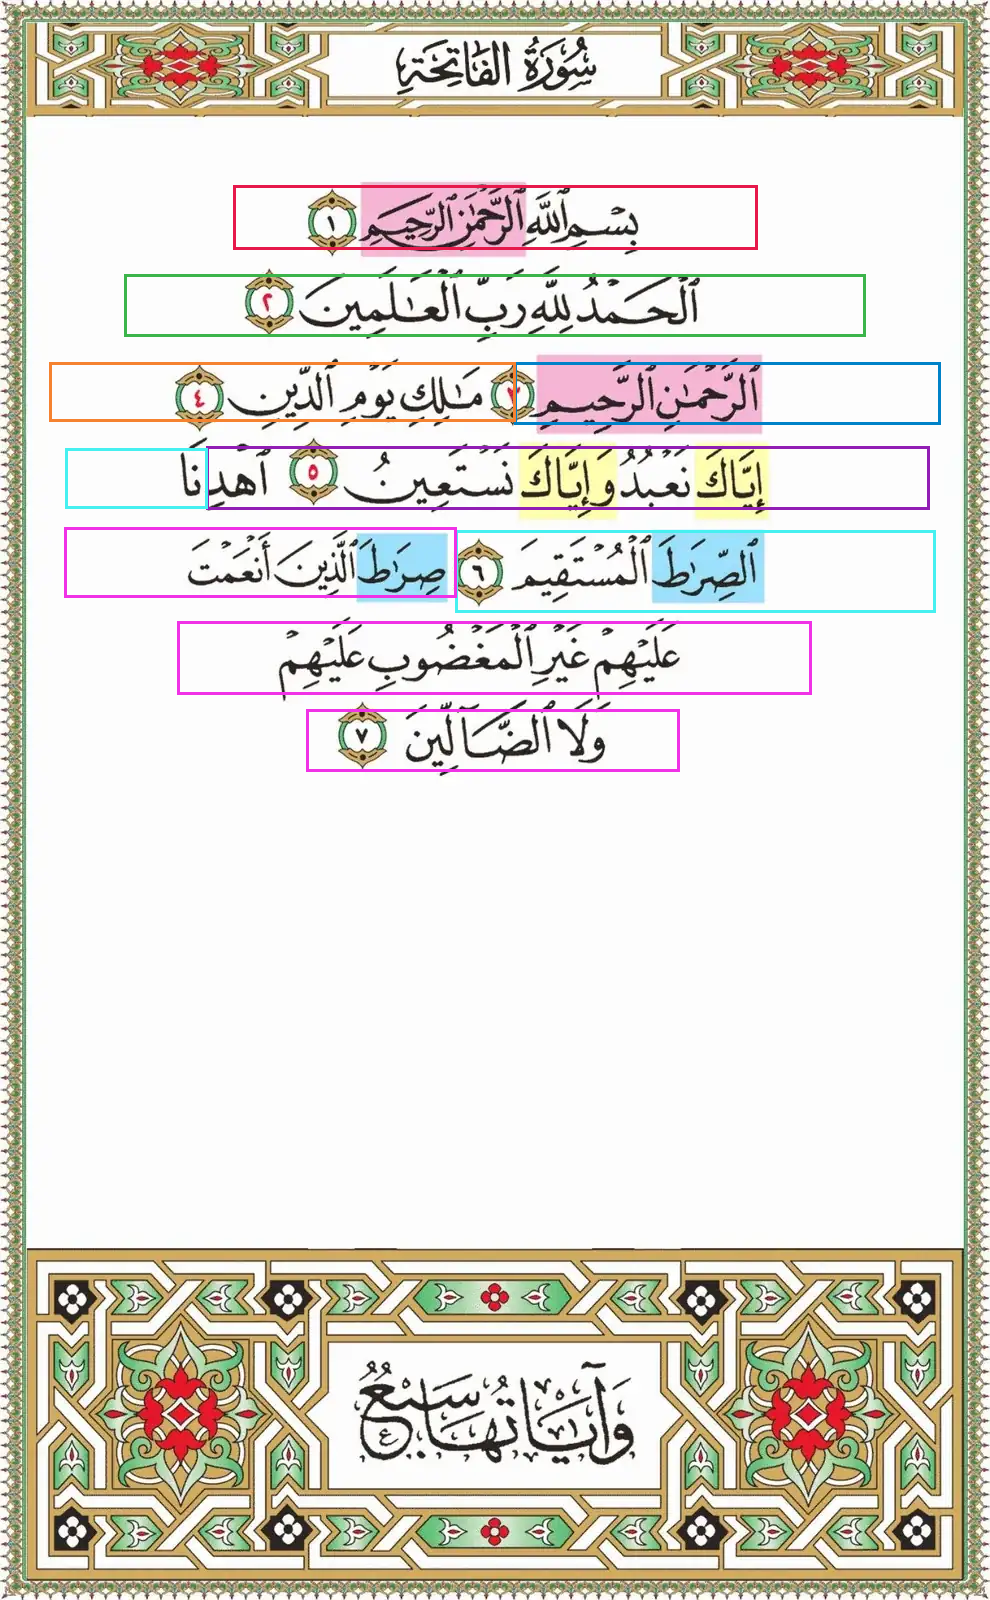 سُورَةُ الفَاتِحَةِ
بِسْمِ ٱللَّهِ ٱلرَّحْمَٰنِ ٱلرَّحِيمِ ١
ٱلْحَمْدُ لِلَّهِ رَبِّ ٱلْعَٰلَمِينَ ٢
ٱلرَّحْمَٰنِ ٱلرَّحِيمِ ٣ مَٰلِكِ يَوْمِ ٱلدِّينِ ٤
إِيَّاكَ نَعْبُدُ وَإِيَّاكَ نَسْتَعِينُ ٥ ٱهْدِنَا
ٱلصِّرَٰطَ ٱلْمُسْتَقِيمَ ٦ صِرَٰطَ ٱلَّذِينَ أَنْعَمْتَ
عَلَيْهِمْ غَيْرِ ٱلْمَغْضُوبِ عَلَيْهِمْ
وَلَا ٱلضَّآلِّينَ ٧
وَآيَاتُهَا سَبْعٌ